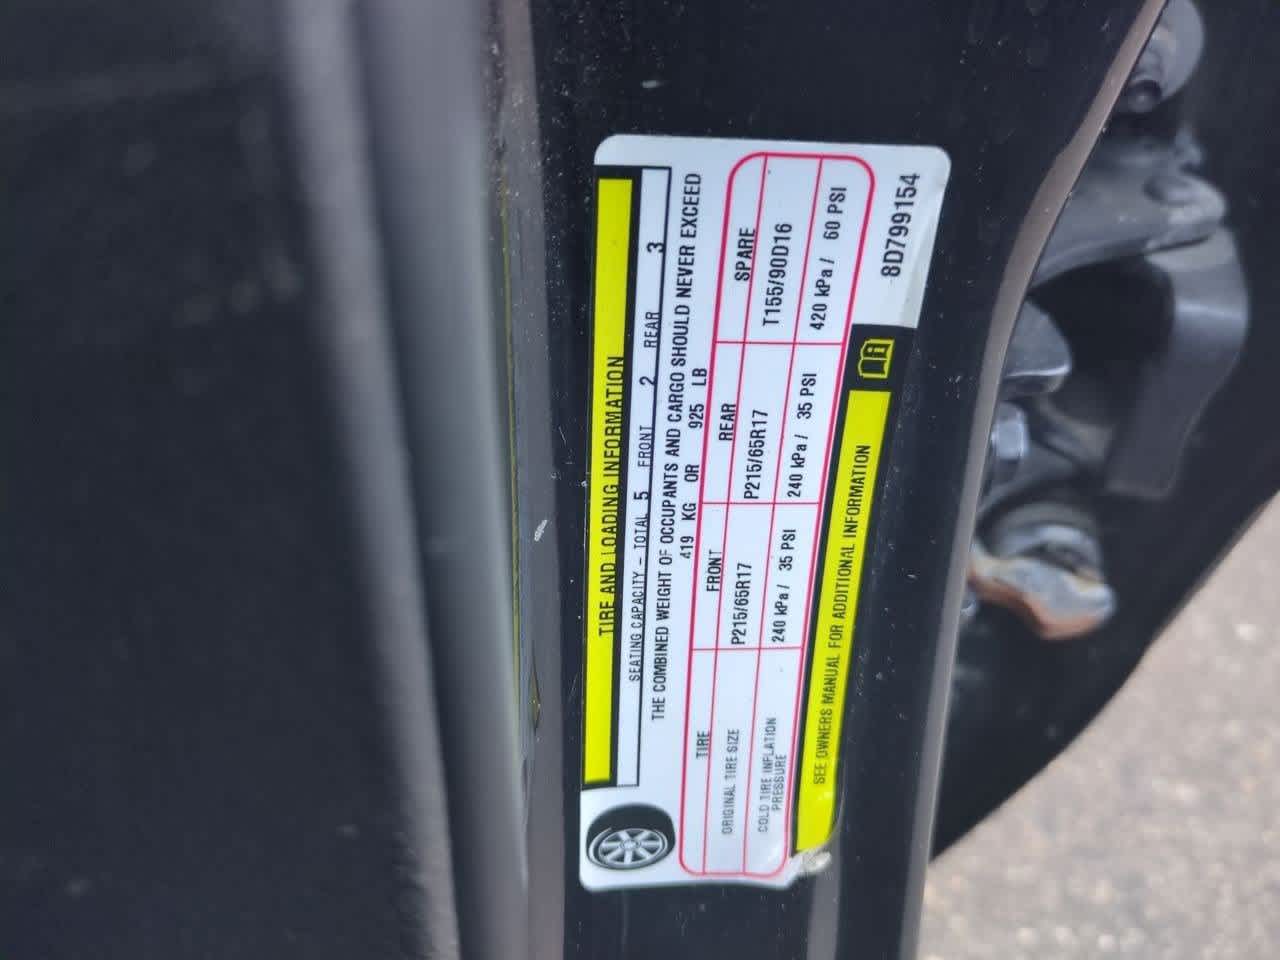 TIRE AND LOADING INFORMATION
SEATING CAPACITY - TOTAL 5 FRONT 2 REAR 3
THE COMBINED WEIGHT OF OCCUPANTS AND CARGO SHOULD NEVER EXCEED
419 KG OR 925 LB
TIRE FRONT REAR SPARE
ORIGINAL TIRE SIZE P215/65R17 P215/65R17 T155/90D16
COLD TIRE INFLATION PRESSURE 240 kPa / 35 PSI 240 kPa / 35 PSI 420 kPa / 60 PSI
SEE OWNERS MANUAL FOR ADDITIONAL INFORMATION
8D799154